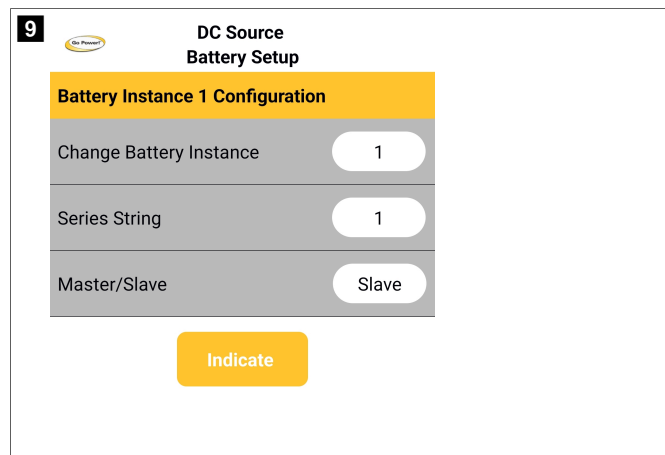 9
Go Power!
DC Source
Battery Setup
Battery Instance 1 Configuration
Change Battery Instance 1
Series String 1
Master/Slave Slave
Indicate